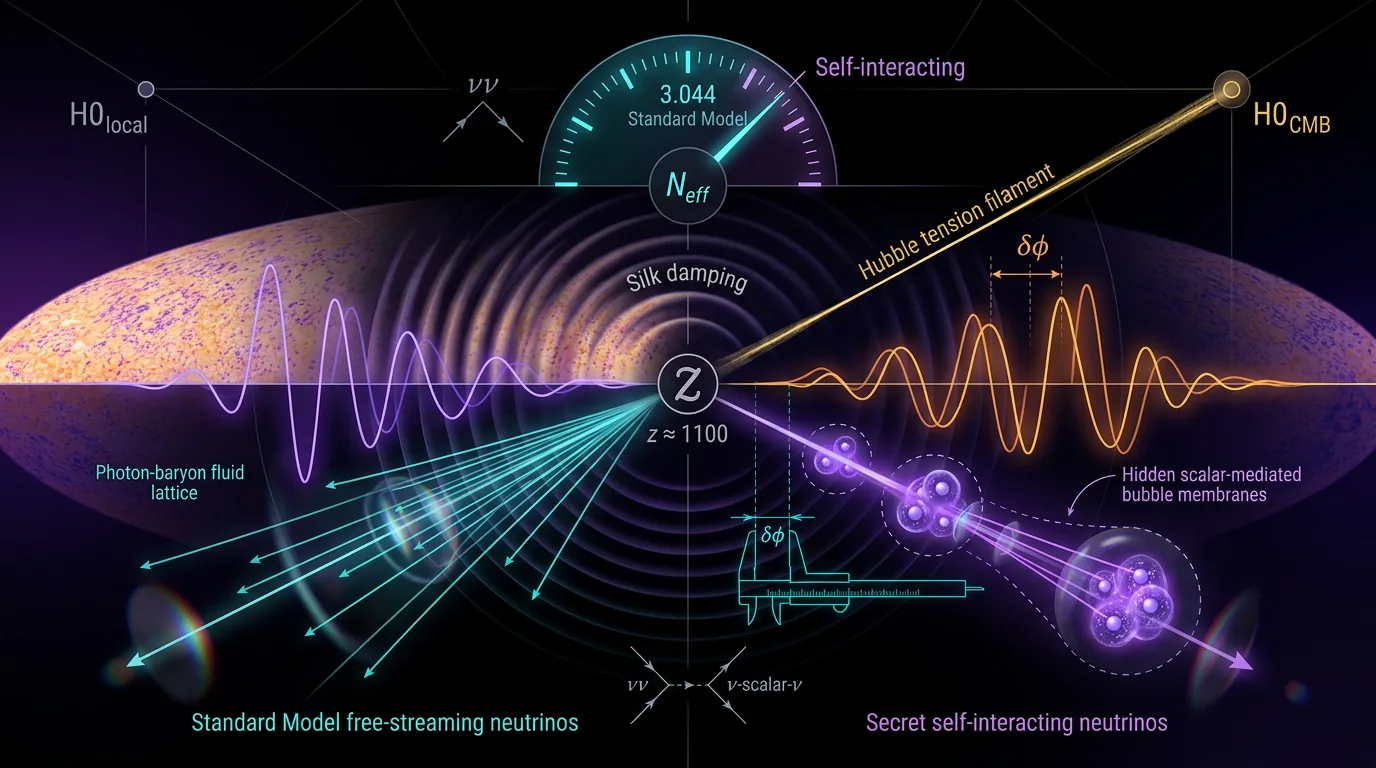 νν
3.044
Standard Model
Self-interacting
H0local
H0CMB
Neff
Hubble tension filament
δϕ
Silk damping
Z
z ≈ 1100
Photon-baryon fluid
lattice
Hidden scalar-mediated
bubble membranes
δϕ
νν
ν-scalar-ν
Standard Model free-streaming neutrinos
Secret self-interacting neutrinos